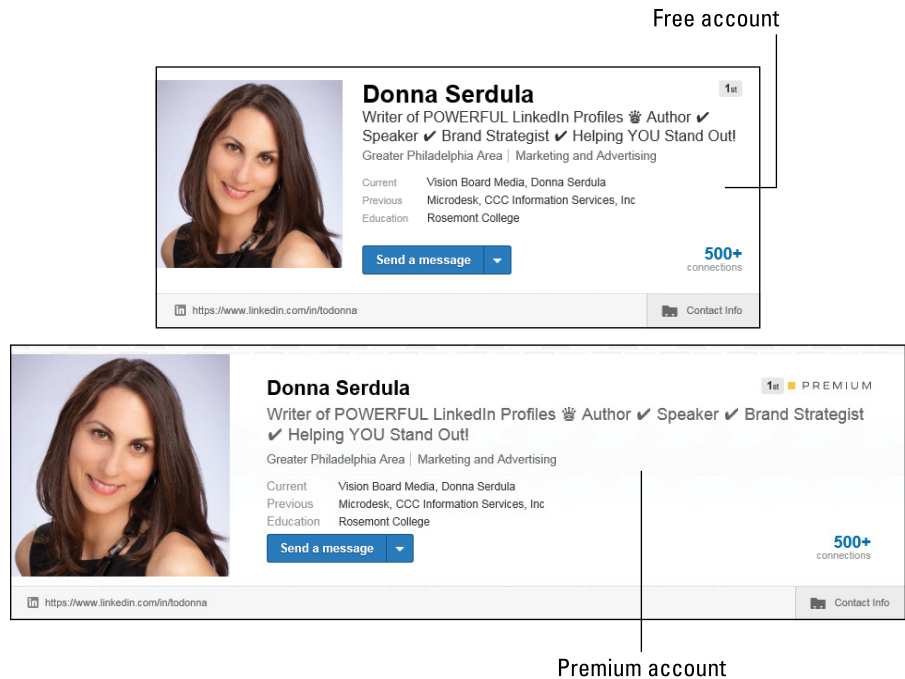 Free account
Donna Serdula
1st
Writer of POWERFUL LinkedIn Profiles ♛ Author ✔
Speaker ✔ Brand Strategist ✔ Helping YOU Stand Out!
Greater Philadelphia Area | Marketing and Advertising
Current Vision Board Media, Donna Serdula
Previous Microdesk, CCC Information Services, Inc
Education Rosemont College
Send a message
500+
connections
in https://www.linkedin.com/in/todonna
Contact Info
Donna Serdula
1st PREMIUM
Writer of POWERFUL LinkedIn Profiles ♛ Author ✔ Speaker ✔ Brand Strategist
✔ Helping YOU Stand Out!
Greater Philadelphia Area | Marketing and Advertising
Current Vision Board Media, Donna Serdula
Previous Microdesk, CCC Information Services, Inc
Education Rosemont College
Send a message
500+
connections
in https://www.linkedin.com/in/todonna
Contact Info
Premium account